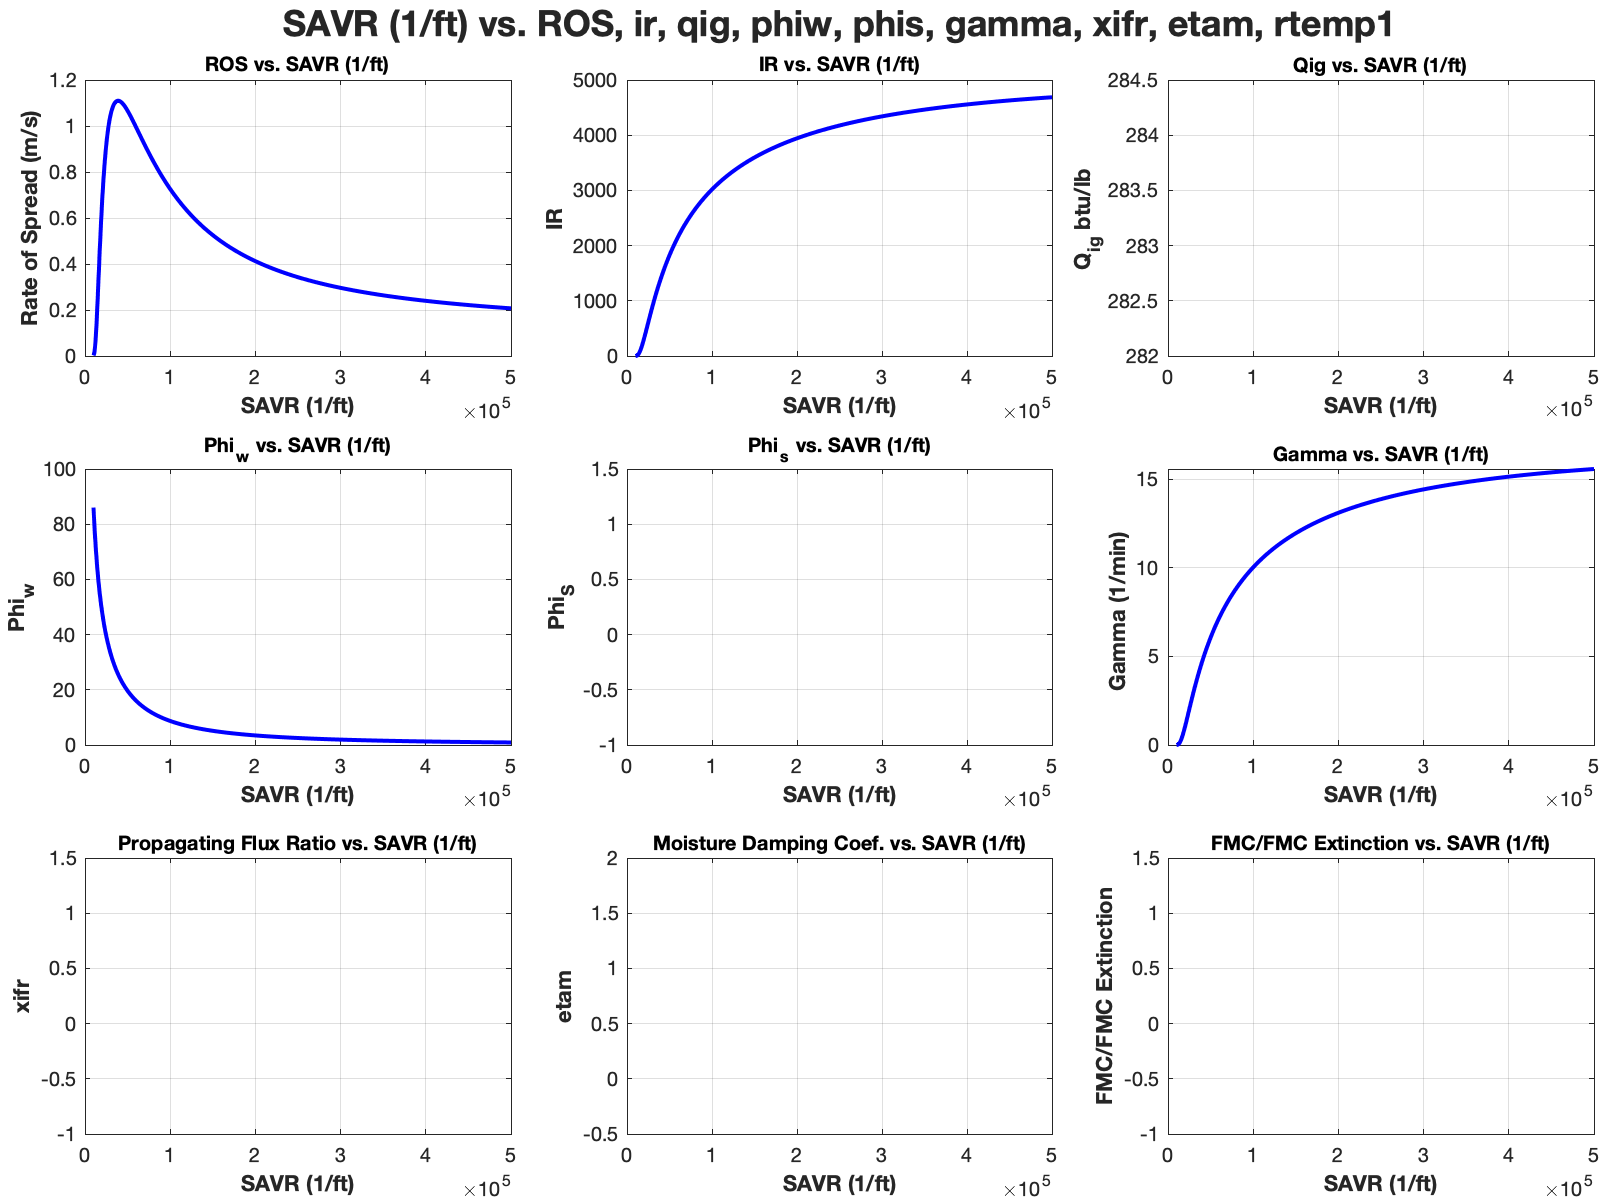 SAVR (1/ft) vs. ROS, ir, qig, phiw, phis, gamma, xifr, etam, rtemp1
ROS vs. SAVR (1/ft)
Rate of Spread (m/s)
1.2
1
0.8
0.6
0.4
0.2
0
0 1 2 3 4 5
SAVR (1/ft)
×10^5
IR vs. SAVR (1/ft)
IR
5000
4000
3000
2000
1000
0
0 1 2 3 4 5
SAVR (1/ft)
×10^5
Qig vs. SAVR (1/ft)
Q_ig btu/lb
284.5
284
283.5
283
282.5
282
0 1 2 3 4 5
SAVR (1/ft)
×10^5
Phi_w vs. SAVR (1/ft)
Phi_w
100
80
60
40
20
0
0 1 2 3 4 5
SAVR (1/ft)
×10^5
Phi_s vs. SAVR (1/ft)
Phi_S
1.5
1
0.5
0
-0.5
-1
0 1 2 3 4 5
SAVR (1/ft)
×10^5
Gamma vs. SAVR (1/ft)
Gamma (1/min)
15
10
5
0
0 1 2 3 4 5
SAVR (1/ft)
×10^5
Propagating Flux Ratio vs. SAVR (1/ft)
xifr
1.5
1
0.5
0
-0.5
-1
0 1 2 3 4 5
SAVR (1/ft)
×10^5
Moisture Damping Coef. vs. SAVR (1/ft)
etam
2
1.5
1
0.5
0
-0.5
0 1 2 3 4 5
SAVR (1/ft)
×10^5
FMC/FMC Extinction vs. SAVR (1/ft)
FMC/FMC Extinction
1.5
1
0.5
0
-0.5
-1
0 1 2 3 4 5
SAVR (1/ft)
×10^5